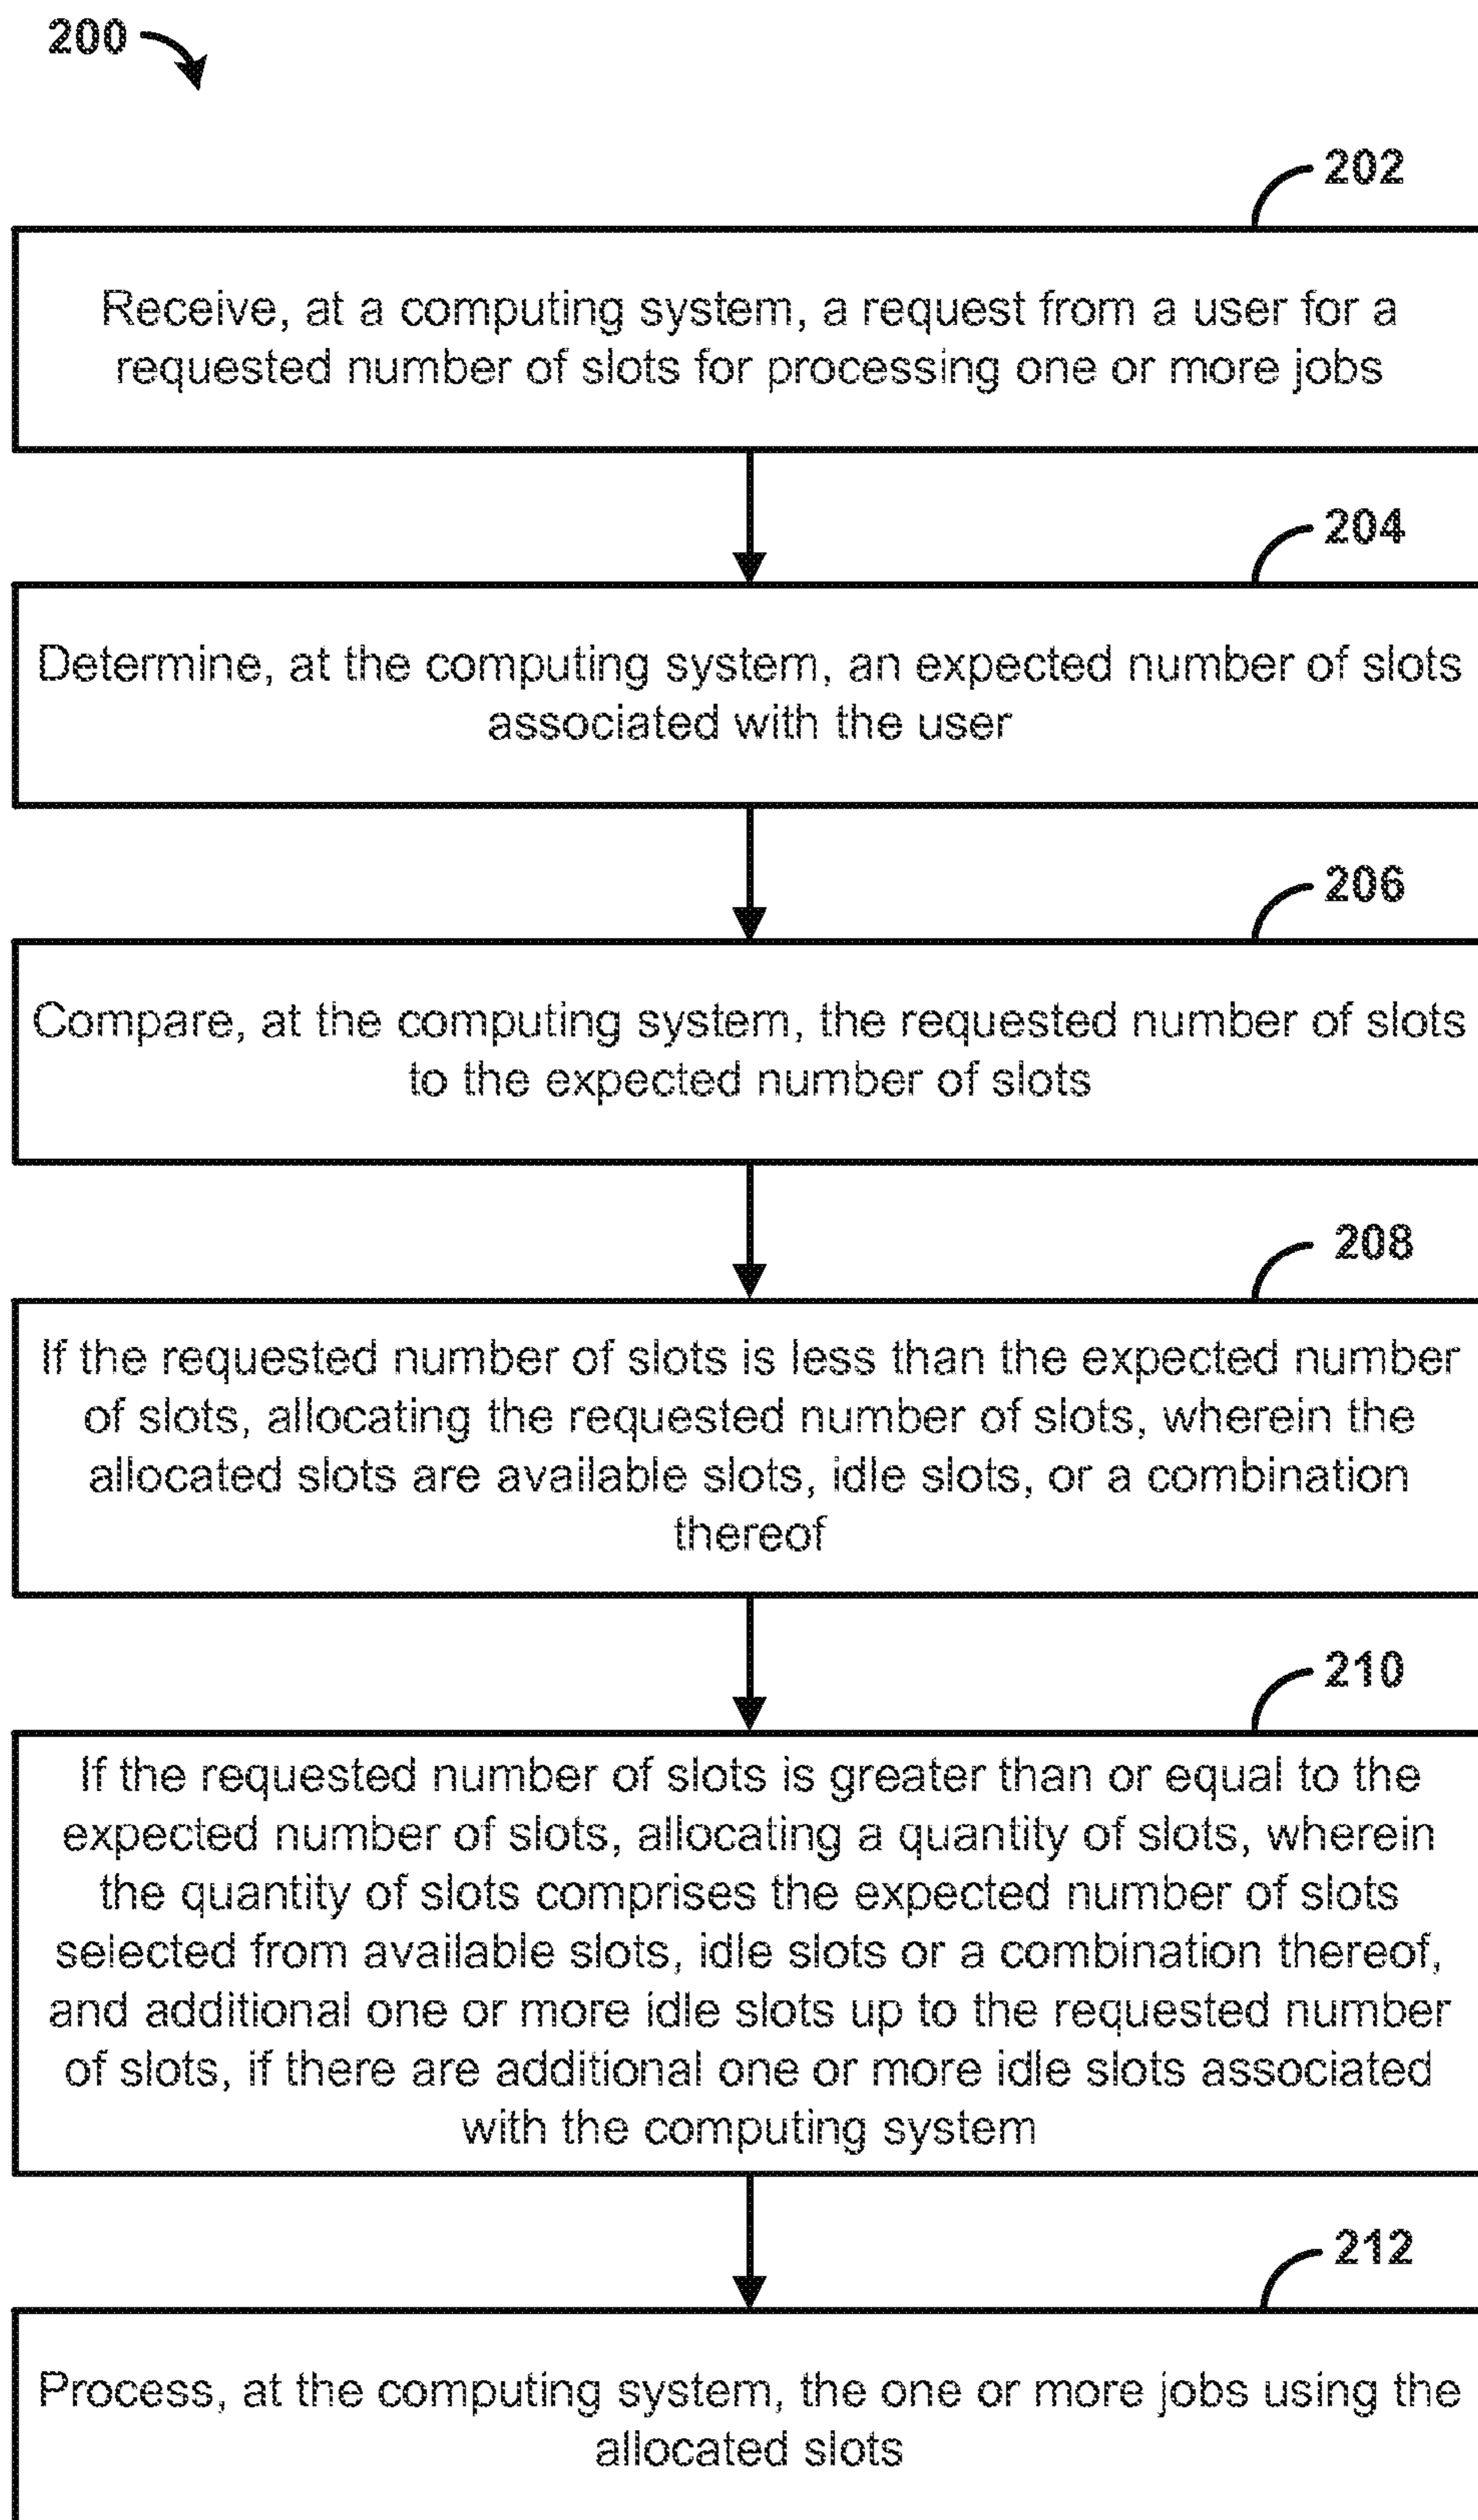 200
202
Receive, at a computing system, a request from a user for a
requested number of slots for processing one or more jobs
204
Determine, at the computing system, an expected number of slots
associated with the user
206
Compare, at the computing system, the requested number of slots
to the expected number of slots
208
If the requested number of slots is less than the expected number
of slots, allocating the requested number of slots, wherein the
allocated slots are available slots, idle slots, or a combination
thereof
210
If the requested number of slots is greater than or equal to the
expected number of slots, allocating a quantity of slots, wherein
the quantity of slots comprises the expected number of slots
selected from available slots, idle slots or a combination thereof,
and additional one or more idle slots up to the requested number
of slots, if there are additional one or more idle slots associated
with the computing system
212
Process, at the computing system, the one or more jobs using the
allocated slots